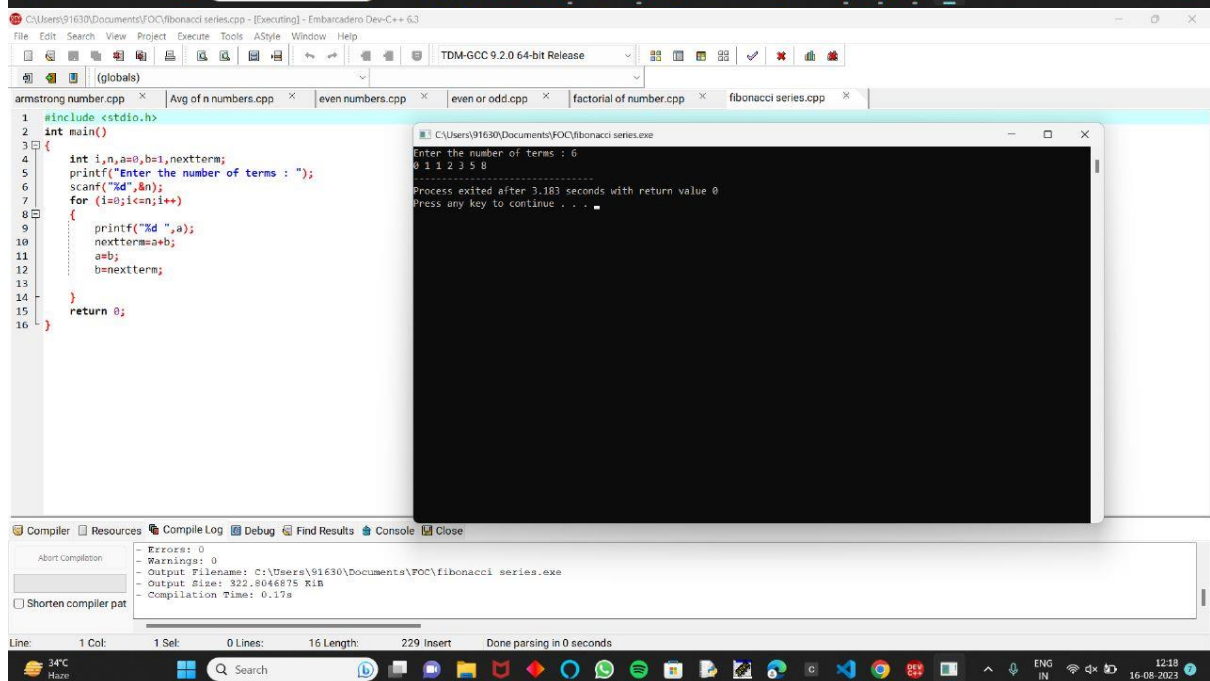 C:\Users\91630\Documents\FOC\fibonacci series.cpp - [Executing] - Embarcadero Dev-C++ 6.3
File Edit Search View Project Execute Tools AStyle Window Help
TDM-GCC 9.2.0 64-bit Release
(globals)
armstrong number.cpp × Avg of n numbers.cpp × even numbers.cpp × even or odd.cpp × factorial of number.cpp × fibonacci series.cpp ×
1 #include <stdio.h>
2 int main()
3 {
4 int i,n,a=0,b=1,nextterm;
5 printf("Enter the number of terms : ");
6 scanf("%d",&n);
7 for (i=0;i<=n;i++)
8 {
9 printf("%d ",a);
10 nextterm=a+b;
11 a=b;
12 b=nextterm;
13
14 }
15 return 0;
16 }
C:\Users\91630\Documents\FOC\fibonacci series.exe
Enter the number of terms : 6
0 1 1 2 3 5 8
--------------------------------
Process exited after 3.183 seconds with return value 0
Press any key to continue . . .
Compiler Resources Compile Log Debug Find Results Console Close
Abort Compilation
Shorten compiler pat
- Errors: 0
- Warnings: 0
- Output Filename: C:\Users\91630\Documents\FOC\fibonacci series.exe
- Output Size: 322.8046875 KiB
- Compilation Time: 0.17s
Line: 1 Col: 1 Sel: 0 Lines: 16 Length: 229 Insert Done parsing in 0 seconds
34°C
Haze
Search
DEV
C++
ENG
IN
12:18
16-08-2023
7